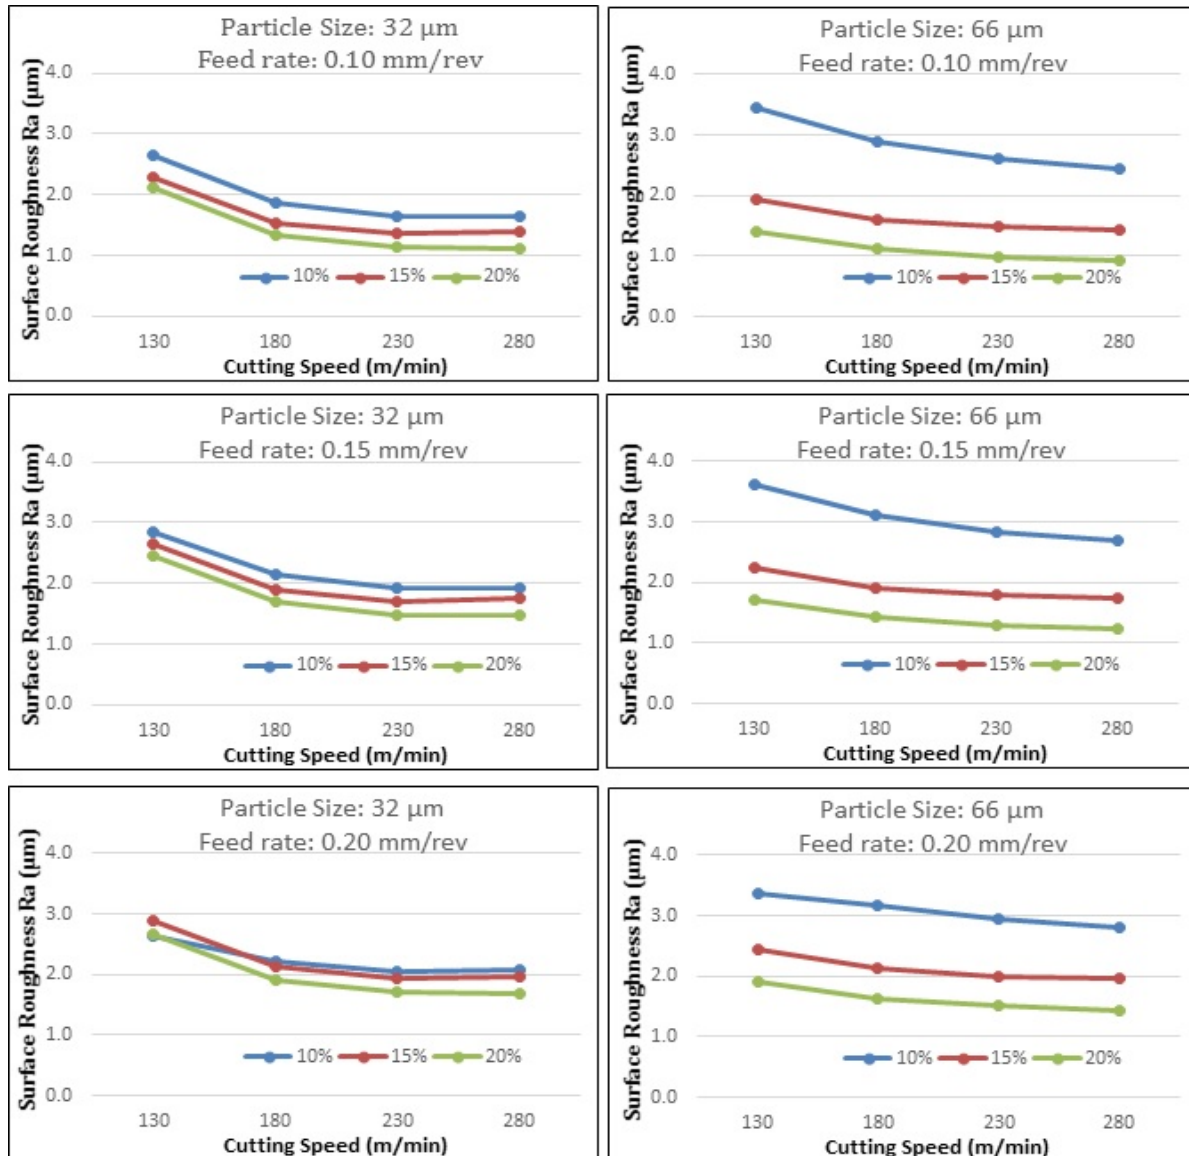 Particle Size: 32 µm
Feed rate: 0.10 mm/rev
Surface Roughness Ra (µm)
4.0
3.0
2.0
1.0
0.0
10% 15% 20%
130 180 230 280
Cutting Speed (m/min)
Particle Size: 66 µm
Feed rate: 0.10 mm/rev
Surface Roughness Ra (µm)
4.0
3.0
2.0
1.0
0.0
10% 15% 20%
130 180 230 280
Cutting Speed (m/min)
Particle Size: 32 µm
Feed rate: 0.15 mm/rev
Surface Roughness Ra (µm)
4.0
3.0
2.0
1.0
0.0
10% 15% 20%
130 180 230 280
Cutting Speed (m/min)
Particle Size: 66 µm
Feed rate: 0.15 mm/rev
Surface Roughness Ra (µm)
4.0
3.0
2.0
1.0
0.0
10% 15% 20%
130 180 230 280
Cutting Speed (m/min)
Particle Size: 32 µm
Feed rate: 0.20 mm/rev
Surface Roughness Ra (µm)
4.0
3.0
2.0
1.0
0.0
10% 15% 20%
130 180 230 280
Cutting Speed (m/min)
Particle Size: 66 µm
Feed rate: 0.20 mm/rev
Surface Roughness Ra (µm)
4.0
3.0
2.0
1.0
0.0
10% 15% 20%
130 180 230 280
Cutting Speed (m/min)